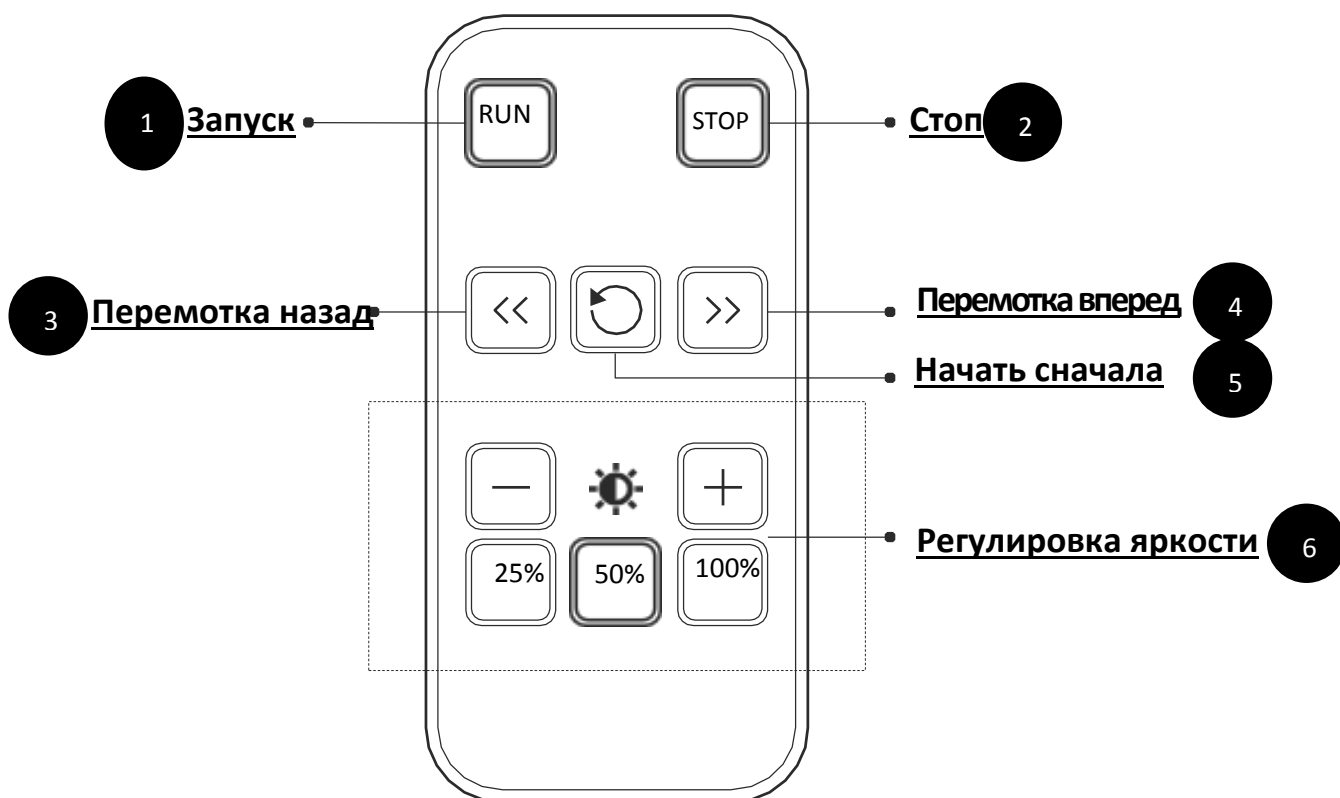 1 Запуск RUN STOP Стоп 2
3 Перемотка назад << >> Перемотка вперед 4
Начать сначала 5
− +
25% 50% 100% Регулировка яркости 6